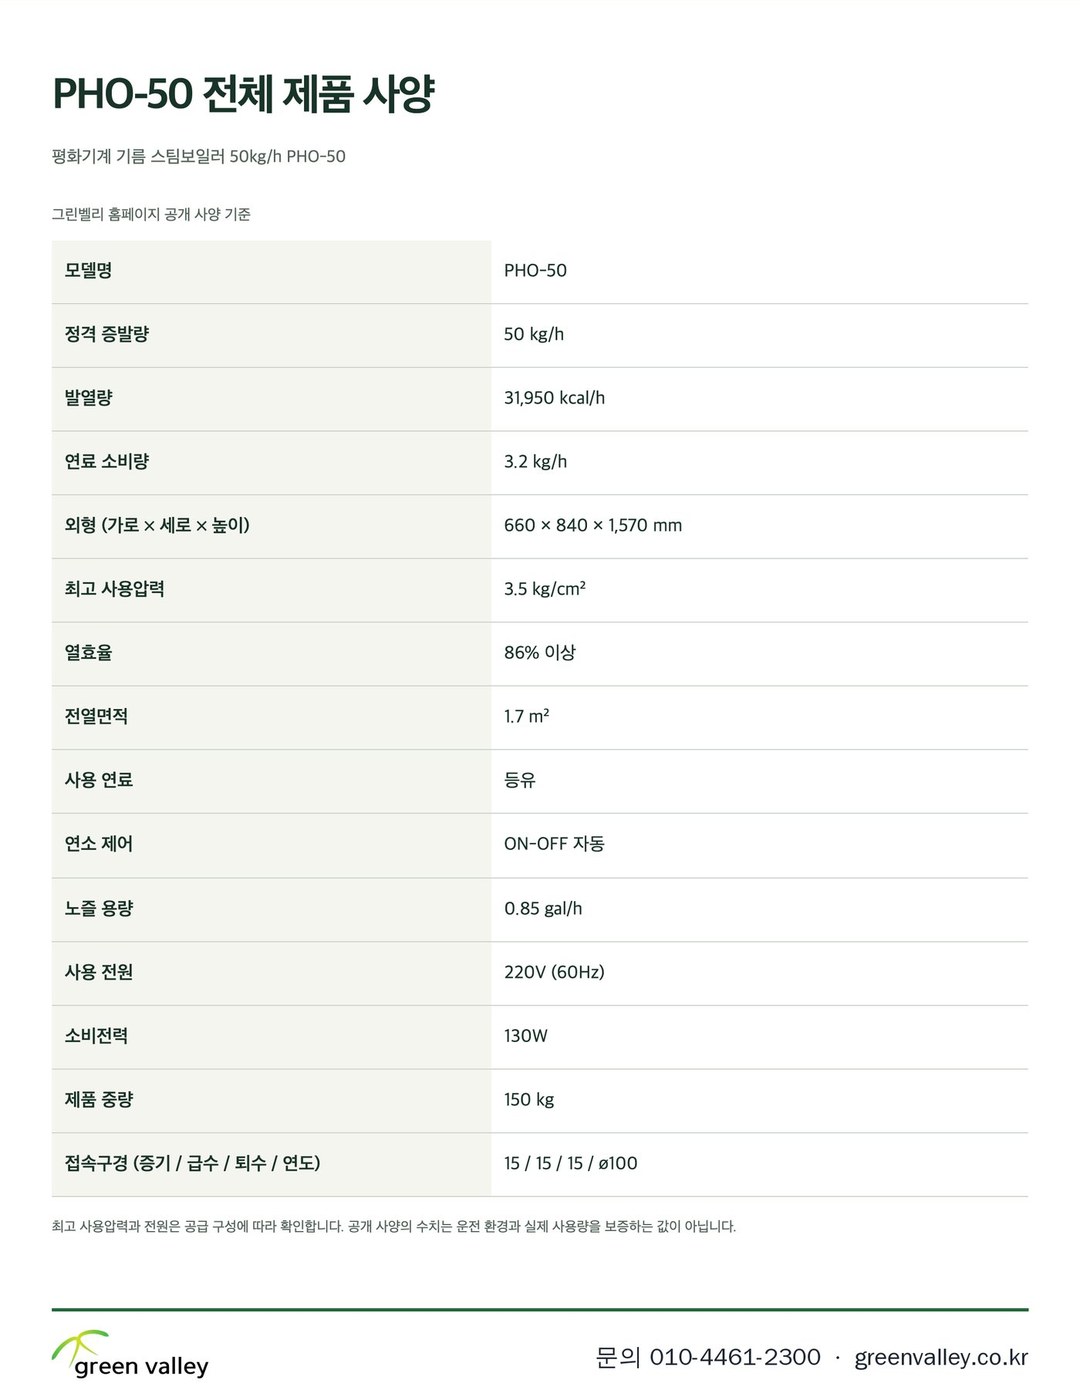 PHO-50 전체 제품 사양
평화기계 기름 스팀보일러 50kg/h PHO-50
그린벨리 홈페이지 공개 사양 기준
모델명 PHO-50
정격 증발량 50 kg/h
발열량 31,950 kcal/h
연료 소비량 3.2 kg/h
외형 (가로 × 세로 × 높이) 660 × 840 × 1,570 mm
최고 사용압력 3.5 kg/cm²
열효율 86% 이상
전열면적 1.7 m²
사용 연료 등유
연소 제어 ON-OFF 자동
노즐 용량 0.85 gal/h
사용 전원 220V (60Hz)
소비전력 130W
제품 중량 150 kg
접속구경 (증기 / 급수 / 퇴수 / 연도) 15 / 15 / 15 / ø100
최고 사용압력과 전원은 공급 구성에 따라 확인합니다. 공개 사양의 수치는 운전 환경과 실제 사용량을 보증하는 값이 아닙니다.
green valley
문의 010-4461-2300 · greenvalley.co.kr